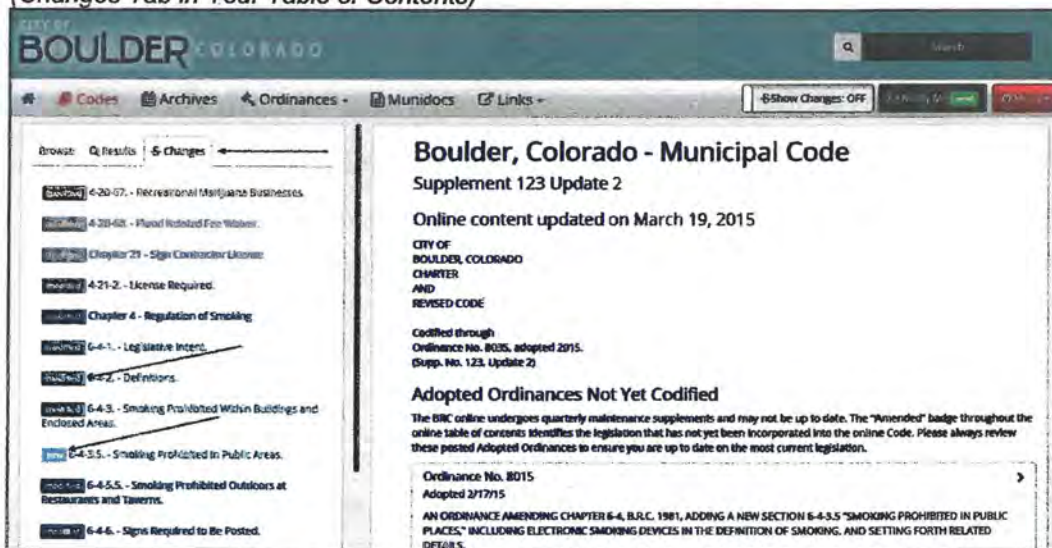 (Changes Tab in Your Table of Contents)
CITY OF
BOULDER COLORADO
Search
Codes Archives Ordinances Munidocs Links
Show Changes: OFF
Browse Results Changes
modified 4-20-67. - Recreational Marijuana Businesses.
4-20-68. - Flood Related Fee Waiver.
Chapter 21 - Sign Contractor License
modified 4-21-2. - License Required.
modified Chapter 4 - Regulation of Smoking
modified 6-4-1. - Legislative Intent.
modified 6-4-2. - Definitions.
modified 6-4-3. - Smoking Prohibited Within Buildings and
Enclosed Areas.
new 6-4-3.5. - Smoking Prohibited In Public Areas.
modified 6-4-5.5. - Smoking Prohibited Outdoors at
Restaurants and Taverns.
modified 6-4-6. - Signs Required to Be Posted.
Boulder, Colorado - Municipal Code
Supplement 123 Update 2
Online content updated on March 19, 2015
CITY OF
BOULDER, COLORADO
CHARTER
AND
REVISED CODE
Codified through
Ordinance No. 8035, adopted 2015.
(Supp. No. 123, Update 2)
Adopted Ordinances Not Yet Codified
The BRC online undergoes quarterly maintenance supplements and may not be up to date. The "Amended" badge throughout the
online table of contents identifies the legislation that has not yet been incorporated into the online Code. Please always review
these posted Adopted Ordinances to ensure you are up to date on the most current legislation.
Ordinance No. 8015
Adopted 2/17/15
AN ORDINANCE AMENDING CHAPTER 6-4, B.R.C. 1981, ADDING A NEW SECTION 6-4-3.5 "SMOKING PROHIBITED IN PUBLIC
PLACES," INCLUDING ELECTRONIC SMOKING DEVICES IN THE DEFINITION OF SMOKING, AND SETTING FORTH RELATED
DETAILS.